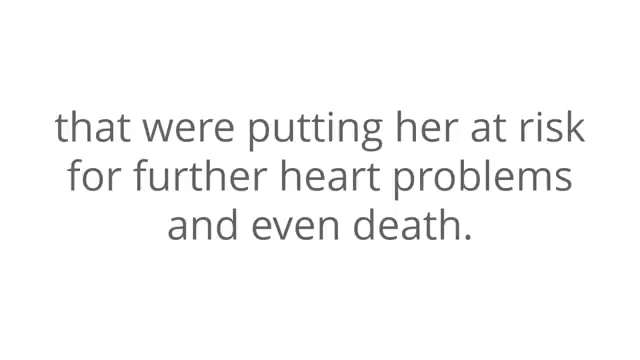 that were putting her at risk
for further heart problems
and even death.